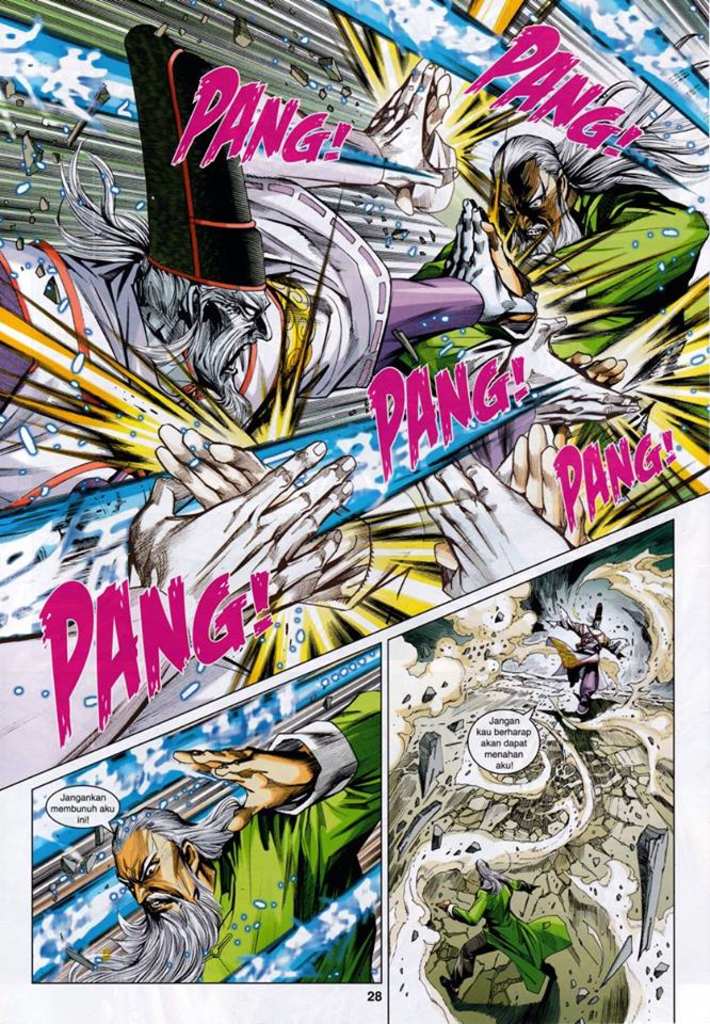 PANG!
PANG!
PANG!
PANG!
PANG!
Jangankan
membunuh aku
ini!
Jangan
kau berharap
akan dapat
menahan
aku!
28